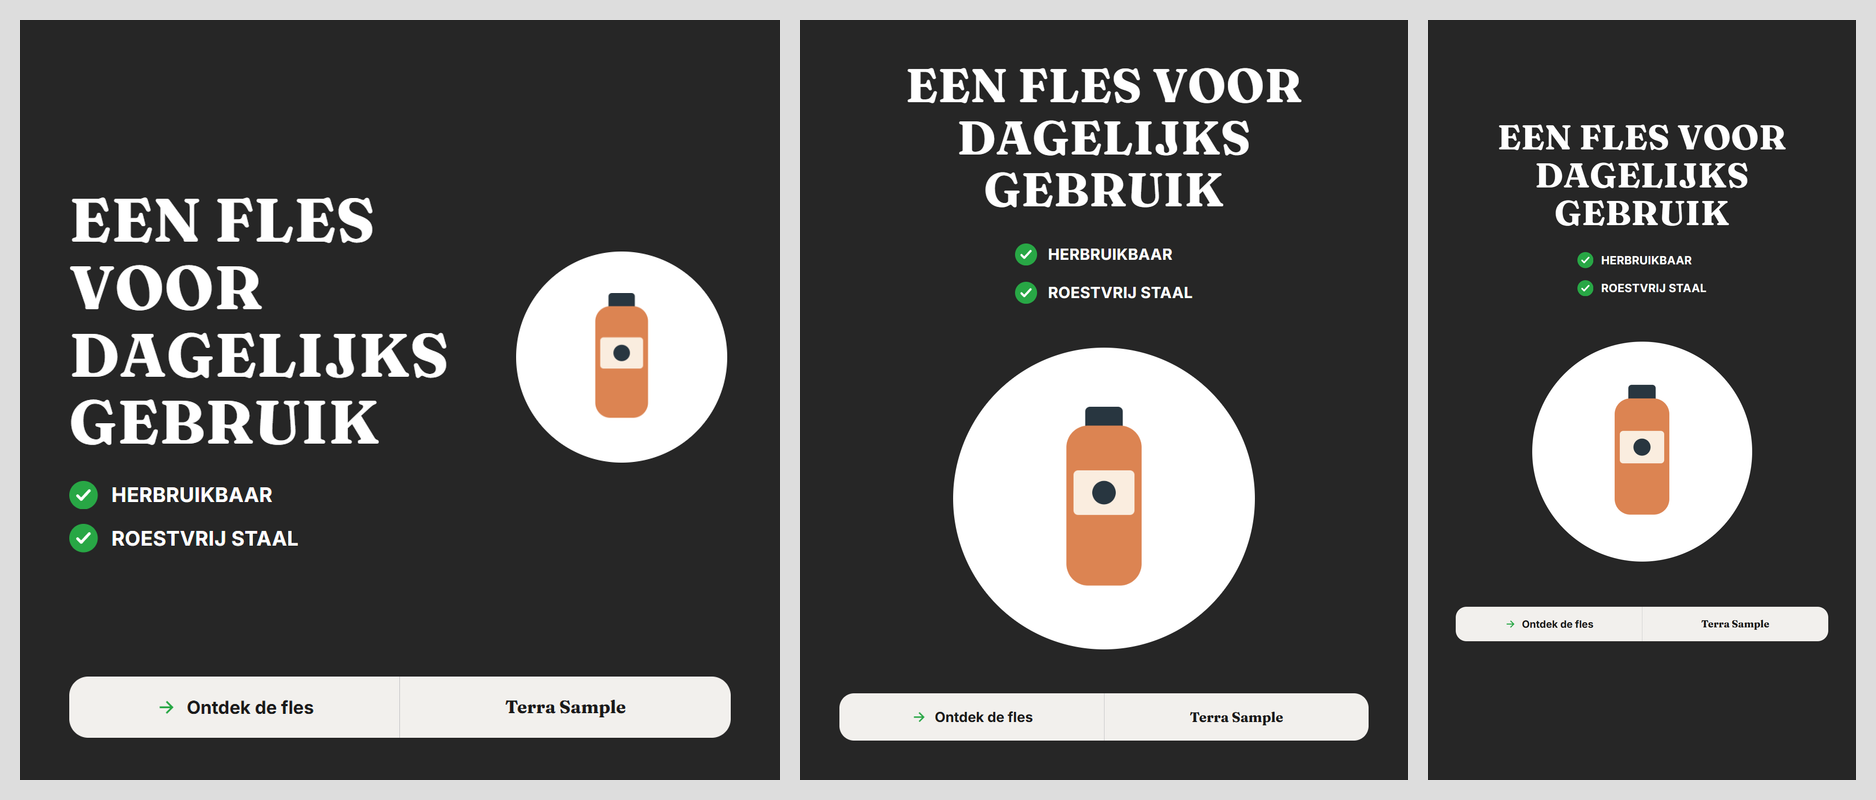 EEN FLES
VOOR
DAGELIJKS
GEBRUIK
HERBRUIKBAAR
ROESTVRIJ STAAL
Ontdek de fles
Terra Sample
EEN FLES VOOR
DAGELIJKS
GEBRUIK
HERBRUIKBAAR
ROESTVRIJ STAAL
Ontdek de fles
Terra Sample
EEN FLES VOOR
DAGELIJKS
GEBRUIK
HERBRUIKBAAR
ROESTVRIJ STAAL
Ontdek de fles
Terra Sample